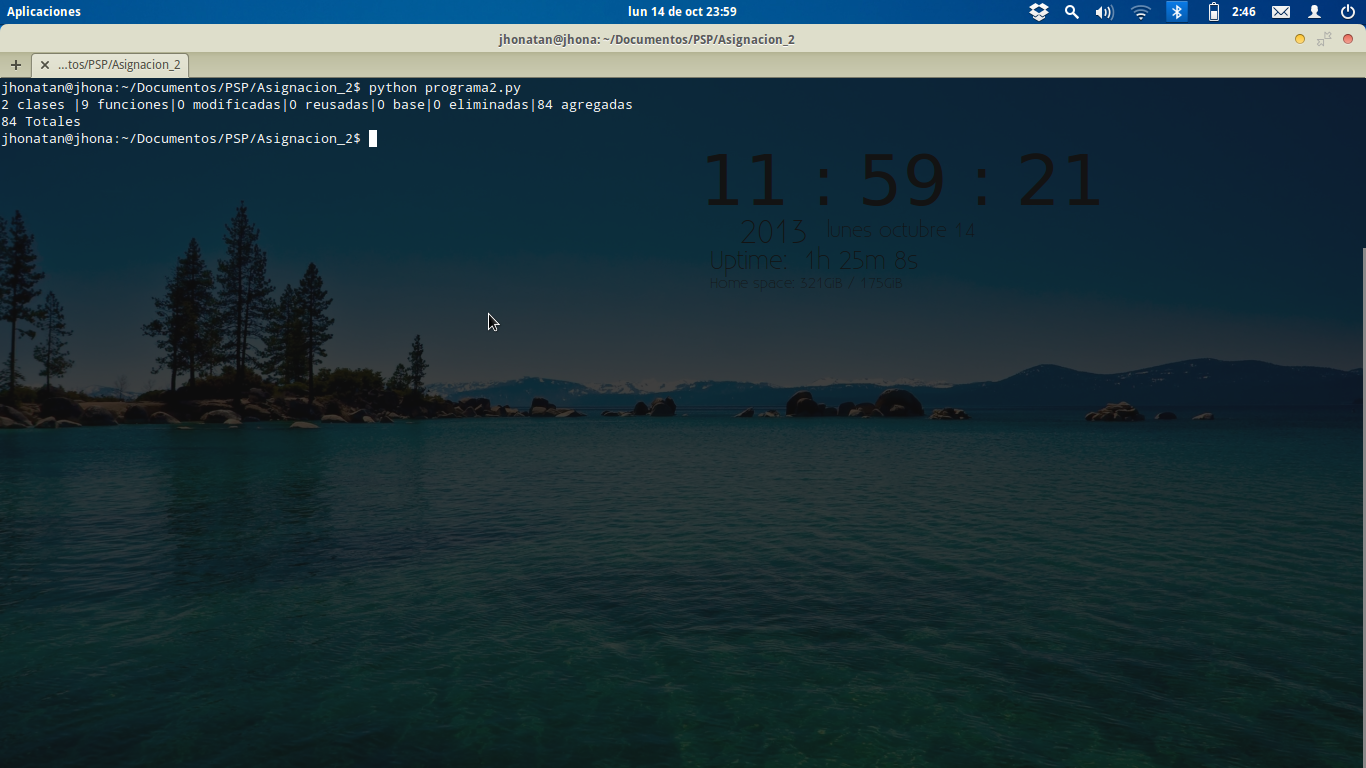 Aplicaciones
lun 14 de oct 23:59
2:46
jhonatan@jhona: ~/Documentos/PSP/Asignacion_2
...tos/PSP/Asignacion_2
jhonatan@jhona:~/Documentos/PSP/Asignacion_2$ python programa2.py
2 clases |9 funciones|0 modificadas|0 reusadas|0 base|0 eliminadas|84 agregadas
84 Totales
jhonatan@jhona:~/Documentos/PSP/Asignacion_2$
11 : 59 : 21
2013 lunes octubre 14
Uptime: 1h 25m 8s
Home space: 521GiB / 175GiB